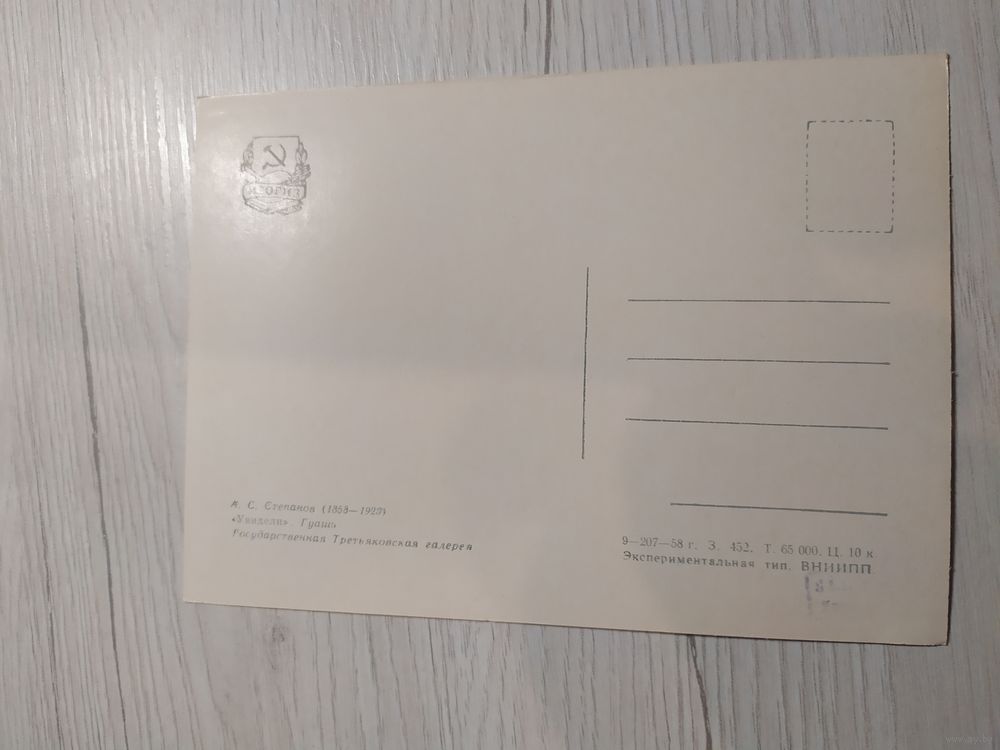 ИЗОГИЗ
А. С. Степанов (1858—1923)
«Увидели». Гуашь
Государственная Третьяковская галерея
9—207—58 г. З. 452. Т. 65 000. Ц. 10 к.
Экспериментальная тип. ВНИИПП